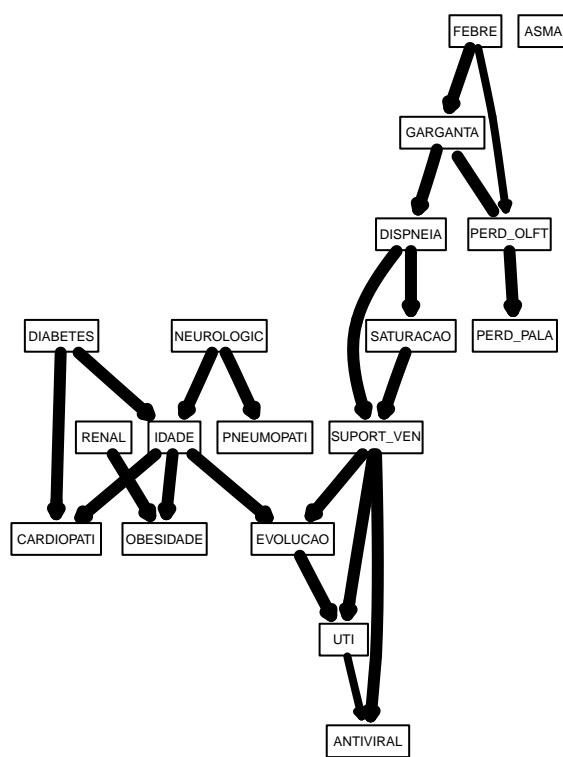 FEBRE
ASMA
GARGANTA
DISPNEIA
PERD_OLFT
DIABETES
NEUROLOGIC
SATURACAO
PERD_PALA
RENAL
IDADE
PNEUMOPATI
SUPORT_VEN
CARDIOPATI
OBESIDADE
EVOLUCAO
UTI
ANTIVIRAL